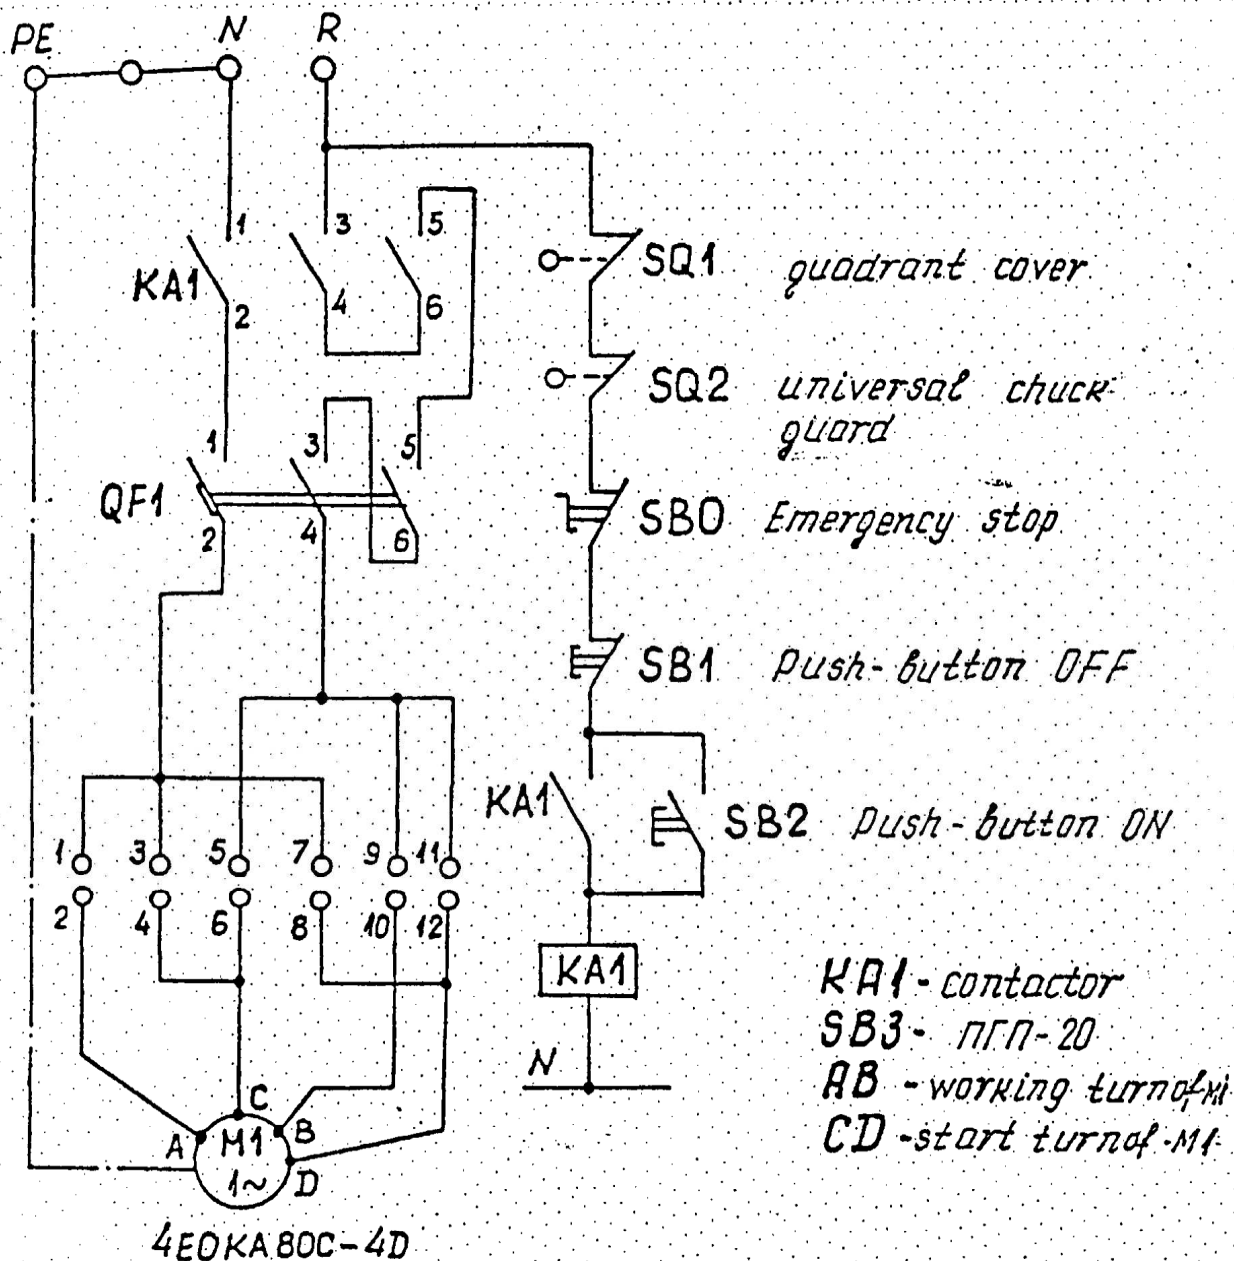 PE N R
1 3 5
KA1
2 4 6
SQ1 quadrant cover
SQ2 universal chuck
guard
1 3 5
QF1
2 4 6
SB0 Emergency stop
SB1 Push-button OFF
KA1
SB2 Push-button ON
1 3 5 7 9 11
2 4 6 8 10 12
KA1
N
C
A M1 B
1~ D
4EOKA80C-4D
KA1 - contactor
SB3 - ПГП-20
AB - working turn of M1
CD - start turn of - M1